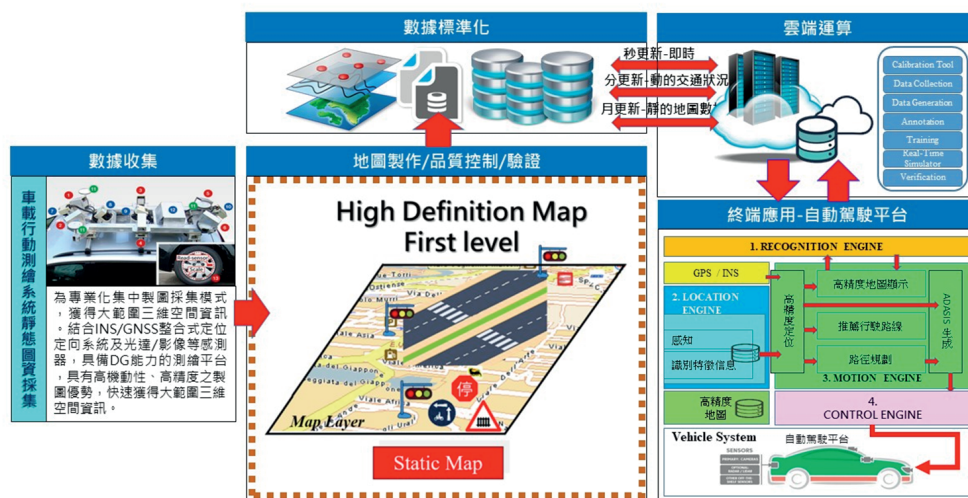 數據標準化
秒更新-即時
分更新-動的交通狀況
月更新-靜的地圖數
雲端運算
Calibration Tool
Data Collection
Data Generation
Annotation
Training
Real-Time
Simulator
Verification
數據收集
車載行動測繪系統靜態圖資採集
為專業化集中製圖採集模式
，獲得大範圍三維空間資訊
。結合INS/GNSS整合式定位
定向系統及光達/影像等感測
器，具備DG能力的測繪平台
，具有高機動性、高精度之製
圖優勢，快速獲得大範圍三維
空間資訊。
地圖製作/品質控制/驗證
High Definition Map
First level
停
Map Layer
Static Map
終端應用-自動駕駛平台
1. RECOGNITION ENGINE
GPS / INS
2. LOCATION
ENGINE
感知
識別特徵信息
高精度定位
高精度地圖顯示
推薦行駛路線
路徑規劃
ADASIS 生成
3. MOTION ENGINE
高精度
地圖
4.
CONTROL ENGINE
Vehicle System
自動駕駛平台
SENSORS